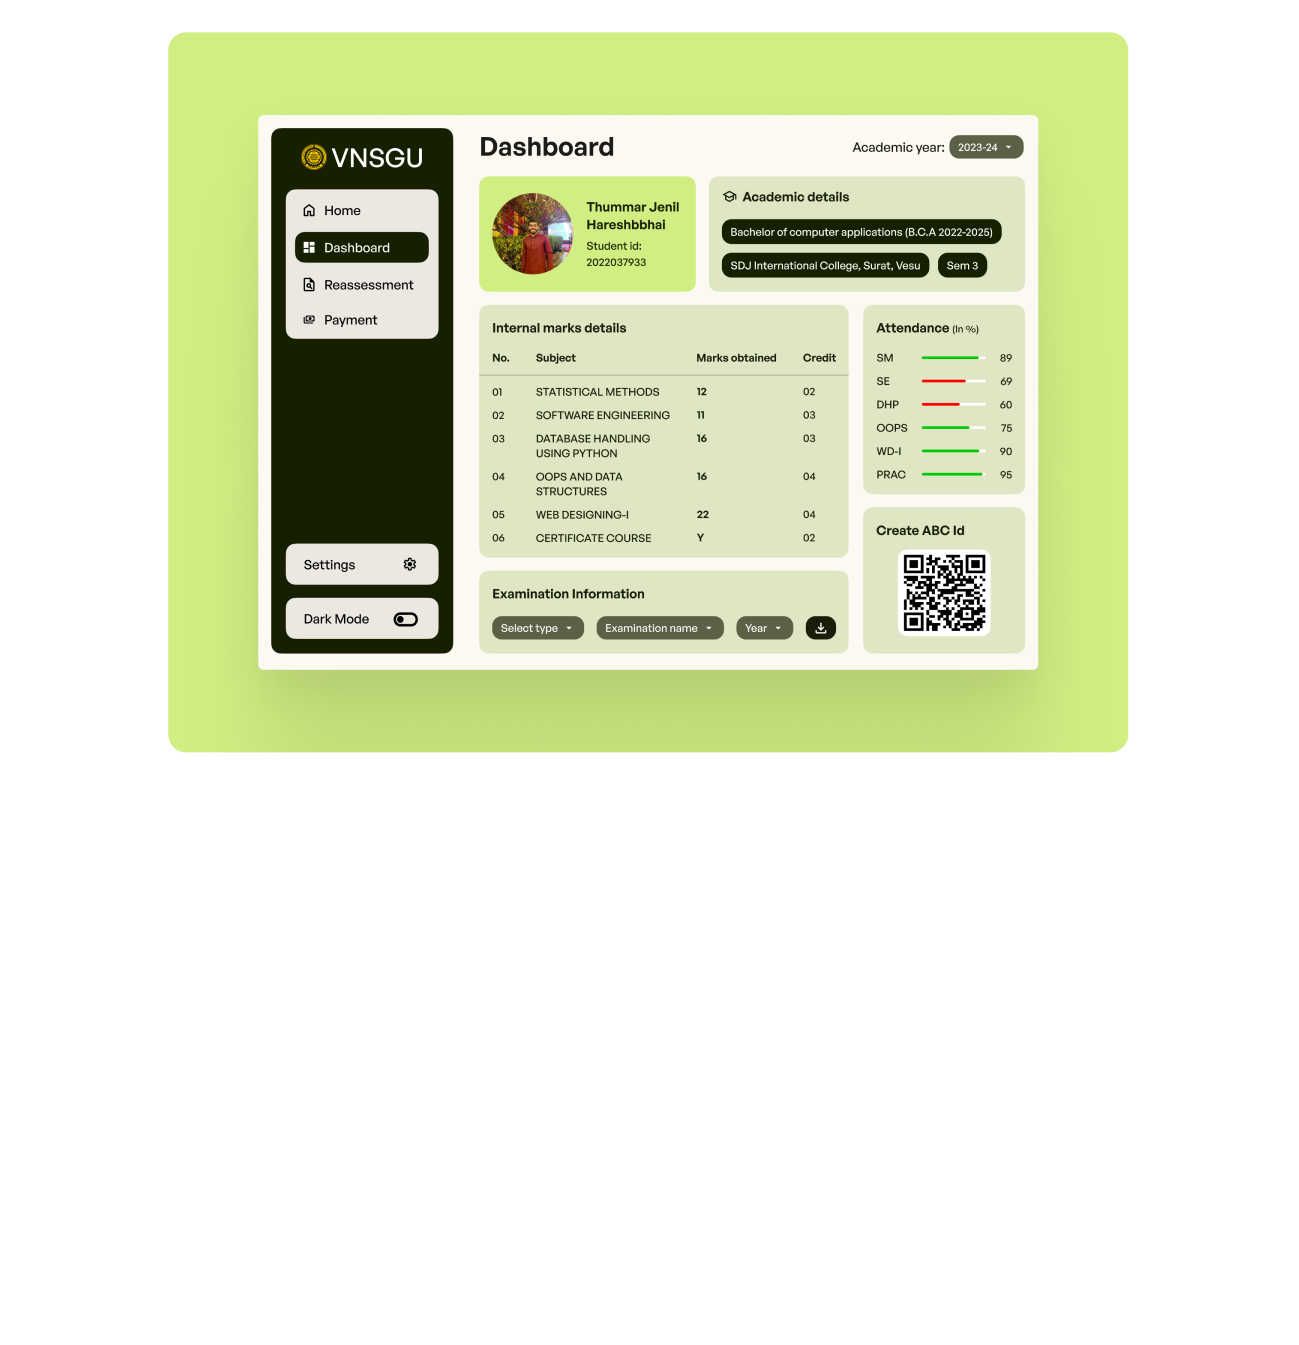 VNSGU
Home
Dashboard
Reassessment
Payment
Settings
Dark Mode
Dashboard
Academic year: 2023-24
Thummar Jenil
Hareshbbhai
Student id:
2022037933
Academic details
Bachelor of computer applications (B.C.A 2022-2025)
SDJ International College, Surat, Vesu Sem 3
Internal marks details
No. Subject Marks obtained Credit
01 STATISTICAL METHODS 12 02
02 SOFTWARE ENGINEERING 11 03
03 DATABASE HANDLING 16 03
USING PYTHON
04 OOPS AND DATA 16 04
STRUCTURES
05 WEB DESIGNING-I 22 04
06 CERTIFICATE COURSE Y 02
Attendance (In %)
SM 89
SE 69
DHP 60
OOPS 75
WD-I 90
PRAC 95
Examination Information
Select type Examination name Year
Create ABC Id